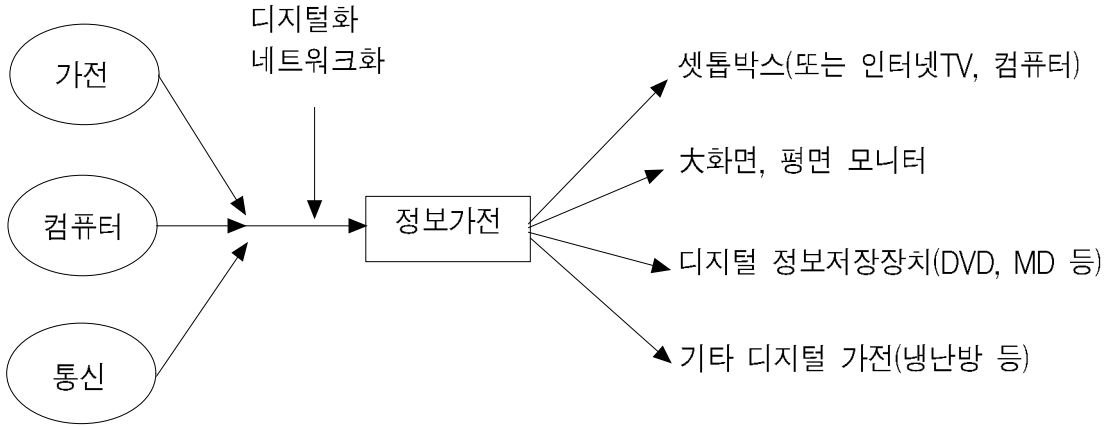 디지털화
네트워크화
가전
컴퓨터
통신
정보가전
셋톱박스(또는 인터넷TV, 컴퓨터)
大화면, 평면 모니터
디지털 정보저장장치(DVD, MD 등)
기타 디지털 가전(냉난방 등)